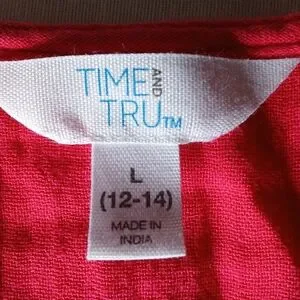 TIME AND
TRU™
L
(12-14)
MADE IN
INDIA